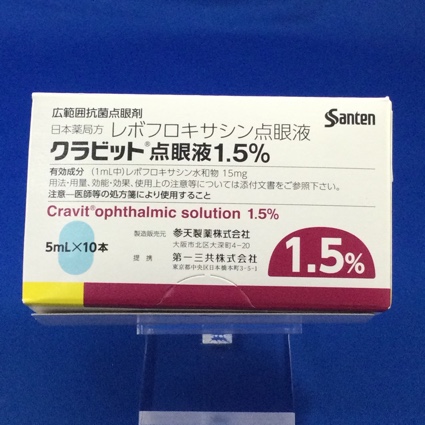 広範囲抗菌点眼剤
Santen
日本薬局方 レボフロキサシン点眼液
クラビット®点眼液1.5%
有効成分 (1mL中)レボフロキサシン水和物 15mg
用法・用量、効能・効果、使用上の注意等については添付文書をご参照下さい。
注意―医師等の処方箋により使用すること
Cravit®ophthalmic solution 1.5%
5mL×10本
製造販売元 参天製薬株式会社
大阪市北区大深町4-20
提携 第一三共株式会社
東京都中央区日本橋本町3-5-1
1.5%